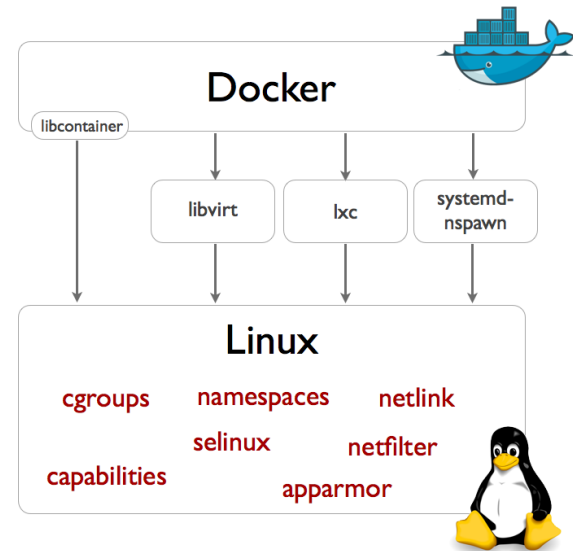 Docker
libcontainer
libvirt
lxc
systemd-
nspawn
Linux
cgroups
namespaces
netlink
selinux
netfilter
capabilities
apparmor